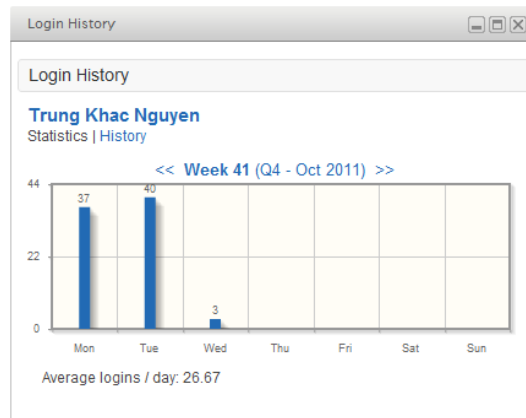 Login History
Login History
Trung Khac Nguyen
Statistics | History
<< Week 41 (Q4 - Oct 2011) >>
44
37
40
22
3
0
Mon Tue Wed Thu Fri Sat Sun
Average logins / day: 26.67